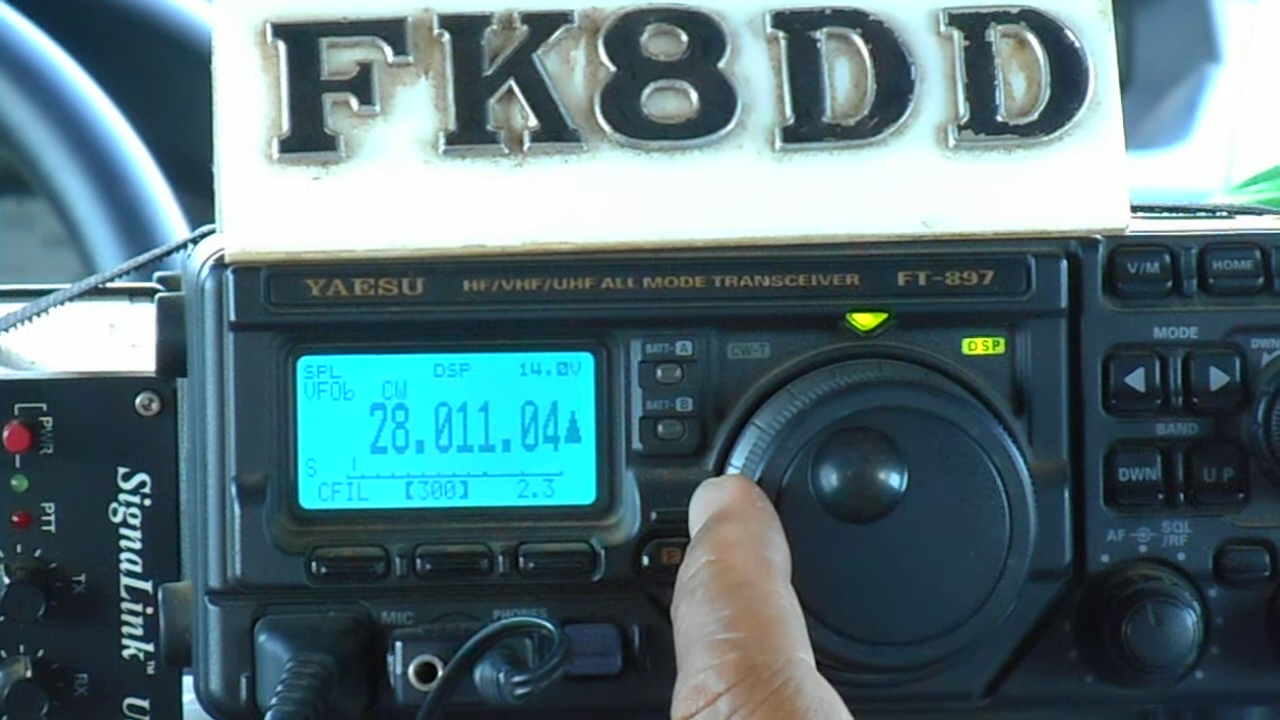 FK8DD
YAESU HF/VHF/UHF ALL MODE TRANSCEIVER FT-897
V/M HOME
MODE
DWN
BATT-A
CW-T
DSP
SPL DSP 14.0V
VFOb CW
28.011.04
S
CFIL [300] 2.3
BATT-B
BAND
DWN UP
AF SQL/RF
F
MIC PHONES
PWR
PTT
TX
RX
SignaLink™ U